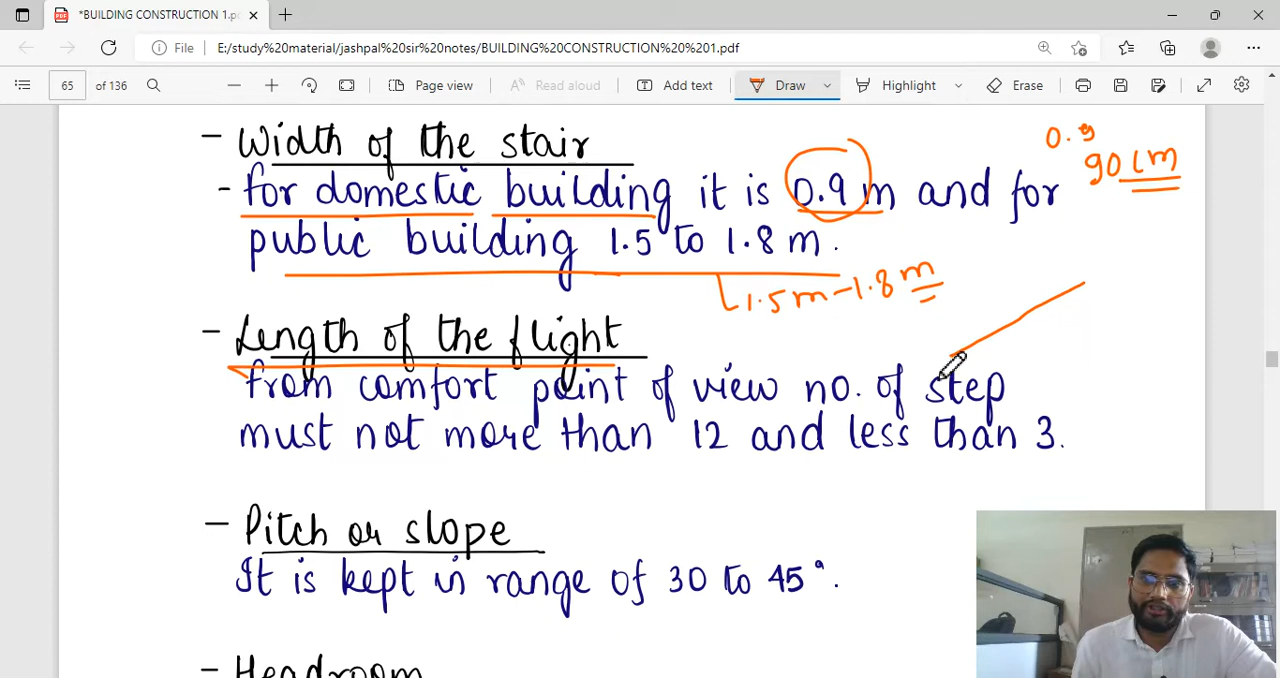 *BUILDING CONSTRUCTION 1.p
File E:/study%20material/jashpal%20sir%20notes/BUILDING%20CONSTRUCTION%20%201.pdf
65 of 136 Page view Read aloud Add text Draw Highlight Erase
- Width of the stair
0.9
90 cm
- for domestic building it is 0.9 m and for
public building 1.5 to 1.8 m.
1.5m-1.8m
- Length of the flight
from comfort point of view no. of step
must not more than 12 and less than 3.
- Pitch or slope
It is kept in range of 30 to 45°.
- Headroom